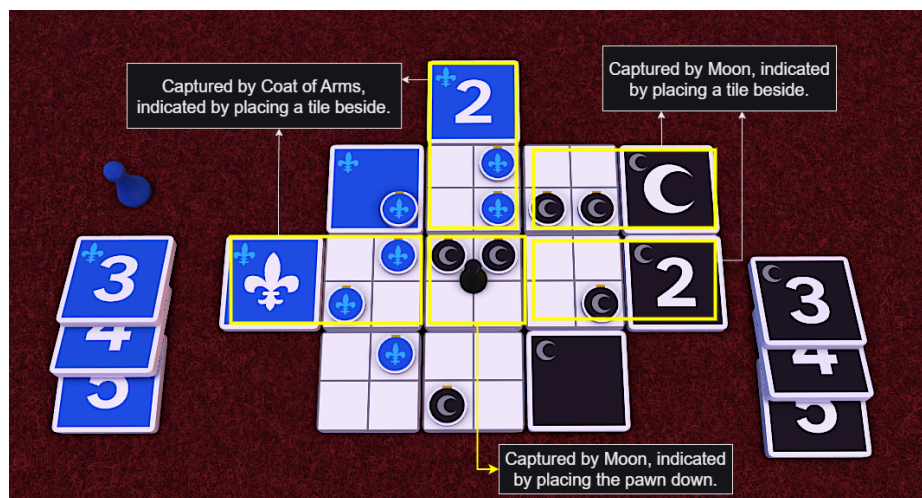 Captured by Coat of Arms,
indicated by placing a tile beside.
Captured by Moon, indicated
by placing a tile beside.
2
2
3
4
5
3
4
5
Captured by Moon, indicated
by placing the pawn down.